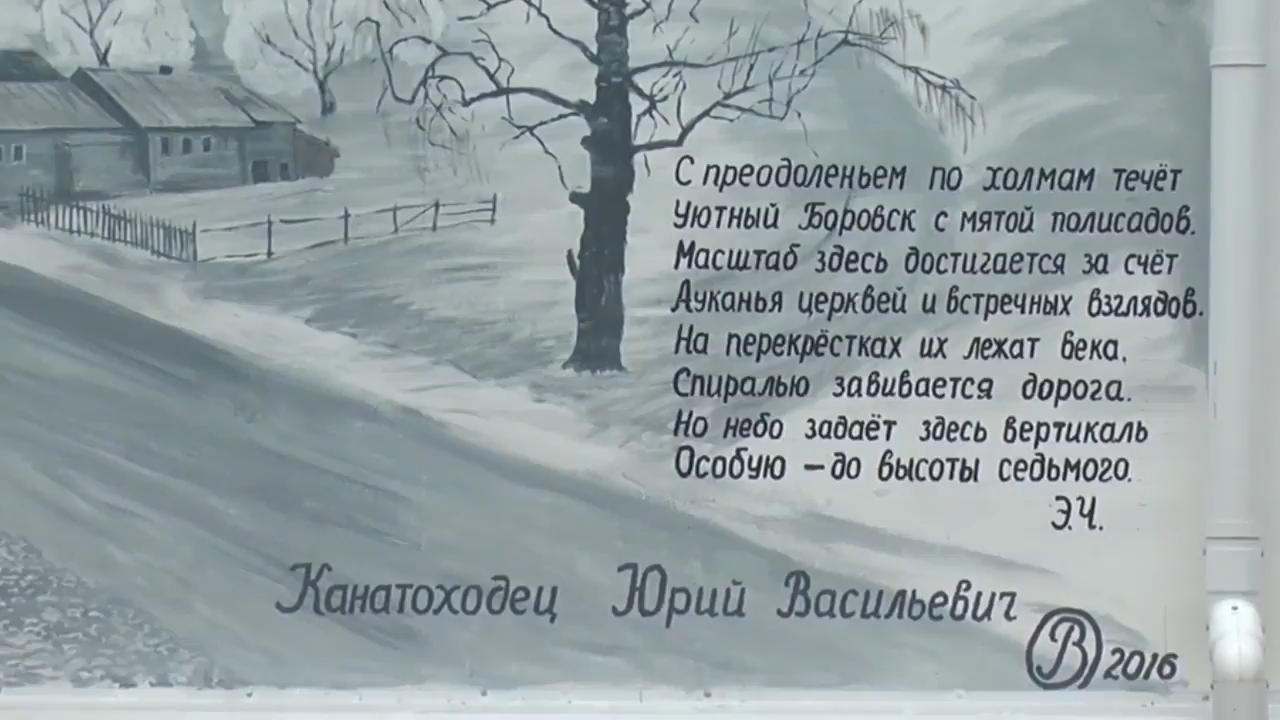 С преодоленьем по холмам течёт
Уютный Боровск с мятой полисадов.
Масштаб здесь достигается за счёт
Ауканья церквей и встречных взглядов.
На перекрёстках их лежат века,
Спиралью завивается дорога.
Но небо задаёт здесь вертикаль
Особую – до высоты седьмого.
Э.Ч.
Канатоходец Юрий Васильевич
В 2016